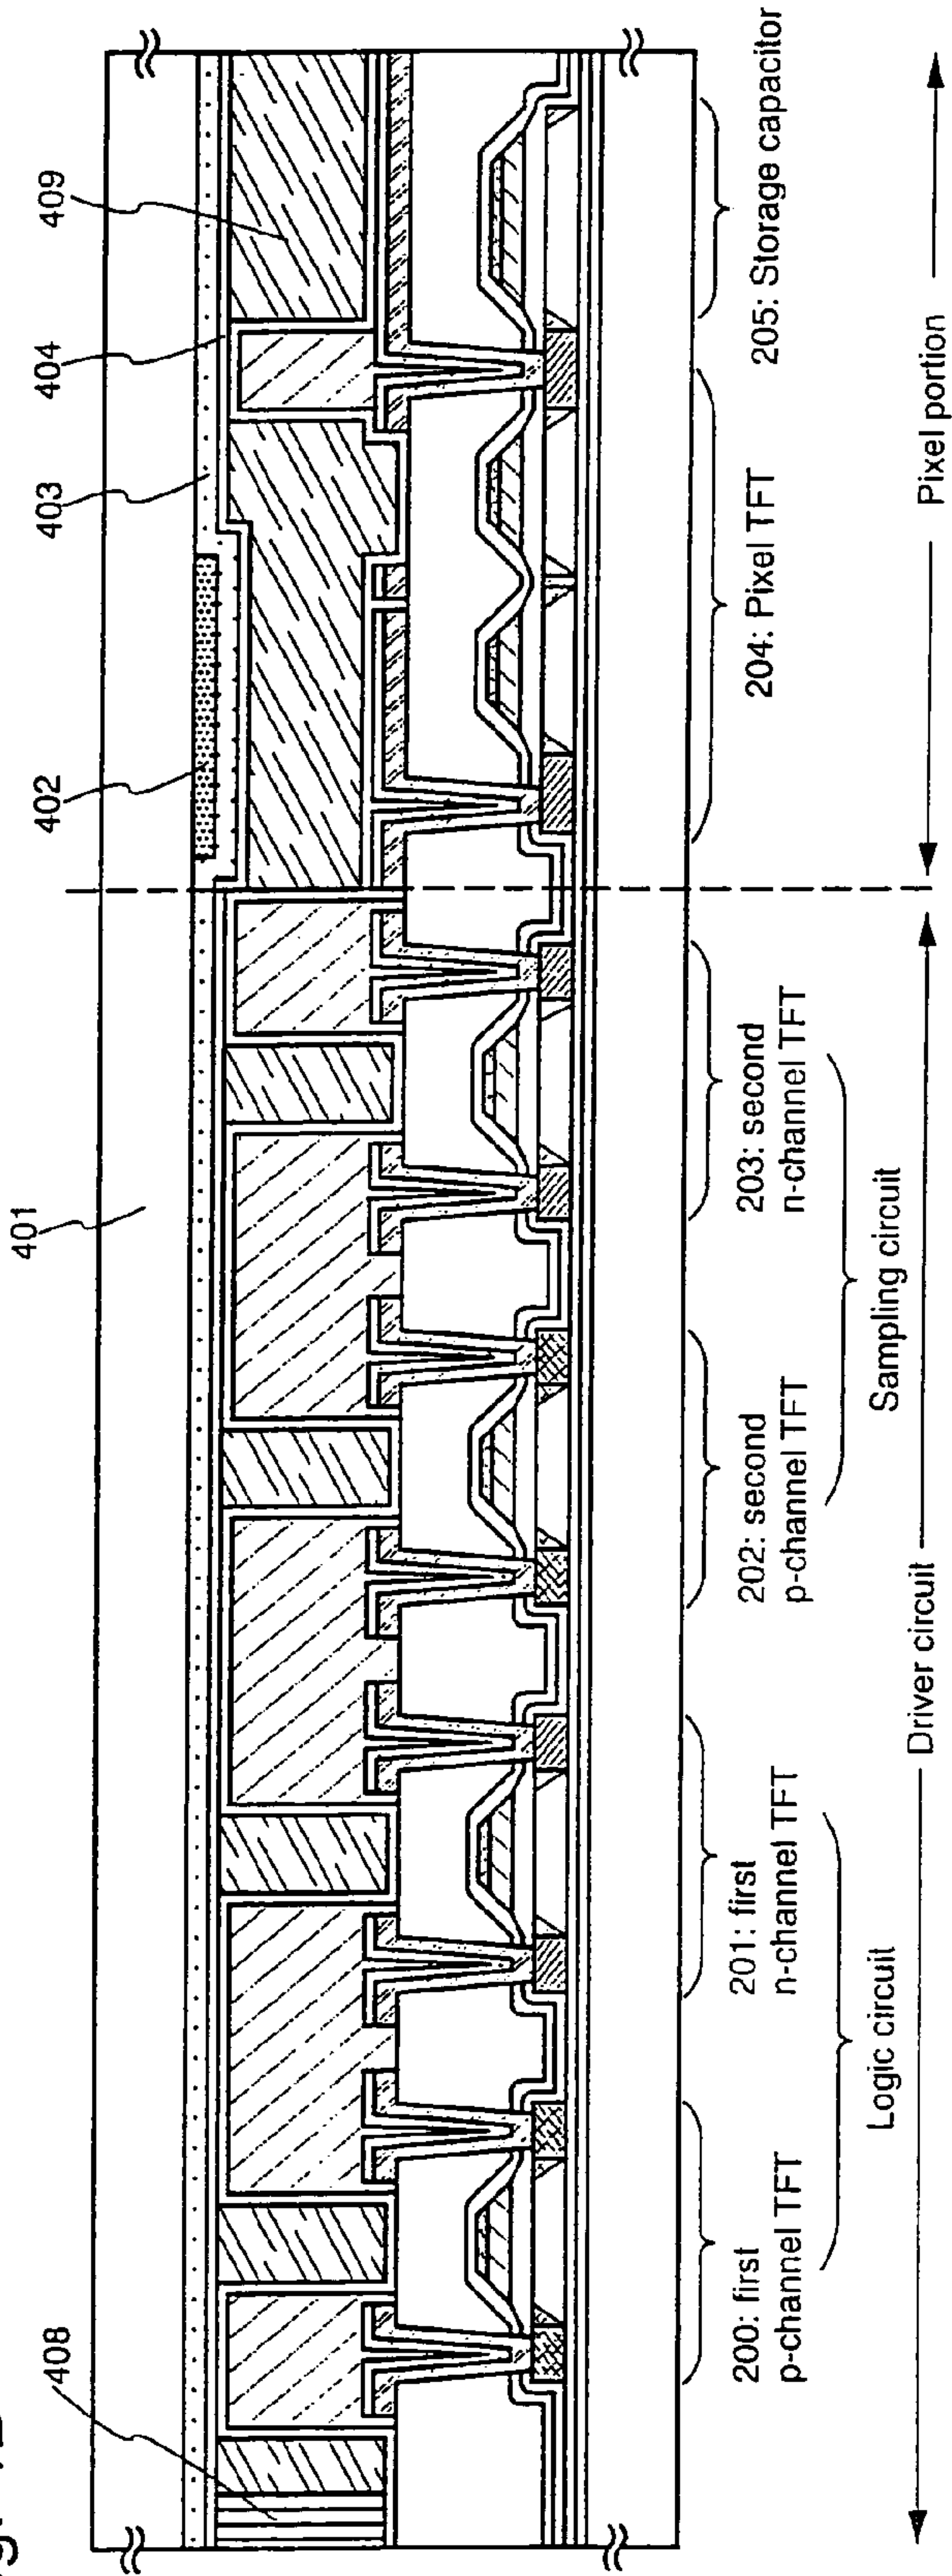 408
401
402
403
404
409
200: first
p-channel TFT
201: first
n-channel TFT
202: second
p-channel TFT
203: second
n-channel TFT
204: Pixel TFT
205: Storage capacitor
Logic circuit
Sampling circuit
Driver circuit
Pixel portion